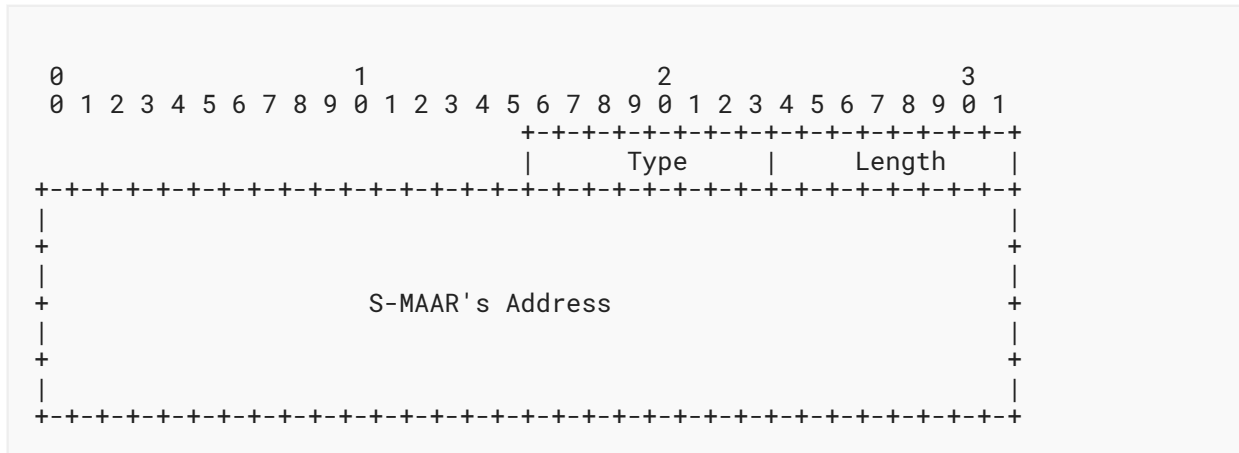 0                   1                   2                   3
 0 1 2 3 4 5 6 7 8 9 0 1 2 3 4 5 6 7 8 9 0 1 2 3 4 5 6 7 8 9 0 1
                                +-+-+-+-+-+-+-+-+-+-+-+-+-+-+-+-+
                                |      Type     |     Length    |
+-+-+-+-+-+-+-+-+-+-+-+-+-+-+-+-+-+-+-+-+-+-+-+-+-+-+-+-+-+-+-+-+
|                                                               |
+                                                               +
|                                                               |
+                     S-MAAR's Address                          +
|                                                               |
+                                                               +
|                                                               |
+-+-+-+-+-+-+-+-+-+-+-+-+-+-+-+-+-+-+-+-+-+-+-+-+-+-+-+-+-+-+-+-+